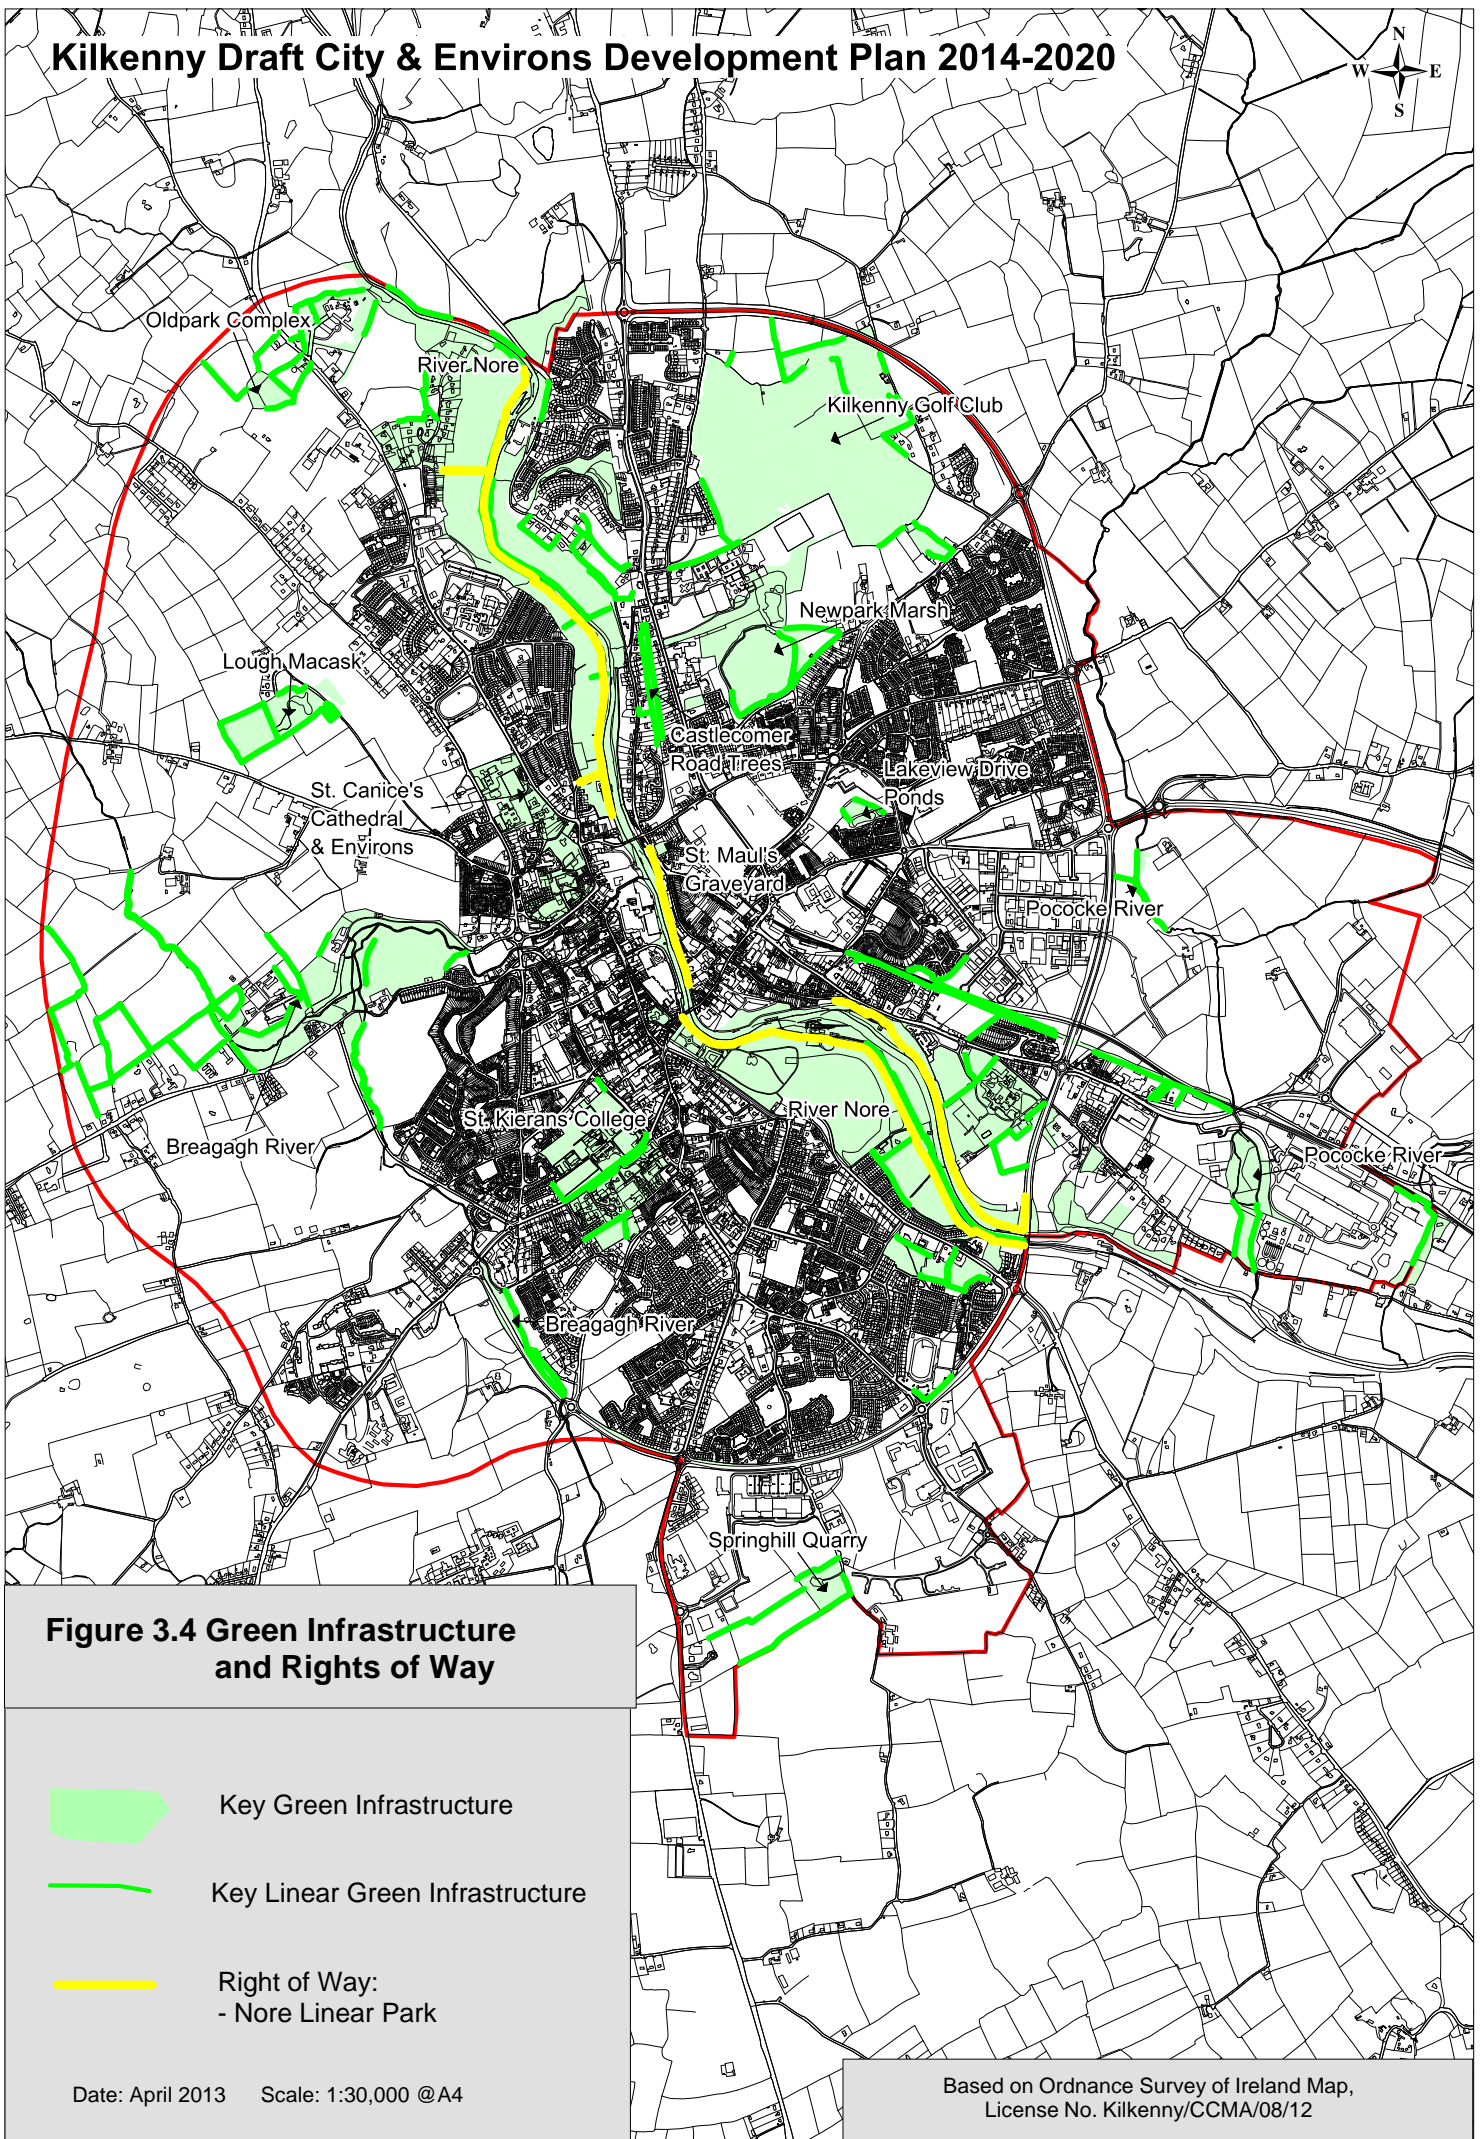 Kilkenny Draft City & Environs Development Plan 2014-2020
N
W E
S
Oldpark Complex
River Nore
Kilkenny Golf Club
Newpark Marsh
Lough Macask
Castlecomer
Road Trees
Lakeview Drive
Ponds
St. Canice's
Cathedral
& Environs
St. Maul's
Graveyard
Pococke River
St. Kierans College
River Nore
Breagagh River
Pococke River
Breagagh River
Springhill Quarry
Figure 3.4 Green Infrastructure
and Rights of Way
Key Green Infrastructure
Key Linear Green Infrastructure
Right of Way:
- Nore Linear Park
Date: April 2013 Scale: 1:30,000 @A4
Based on Ordnance Survey of Ireland Map,
License No. Kilkenny/CCMA/08/12